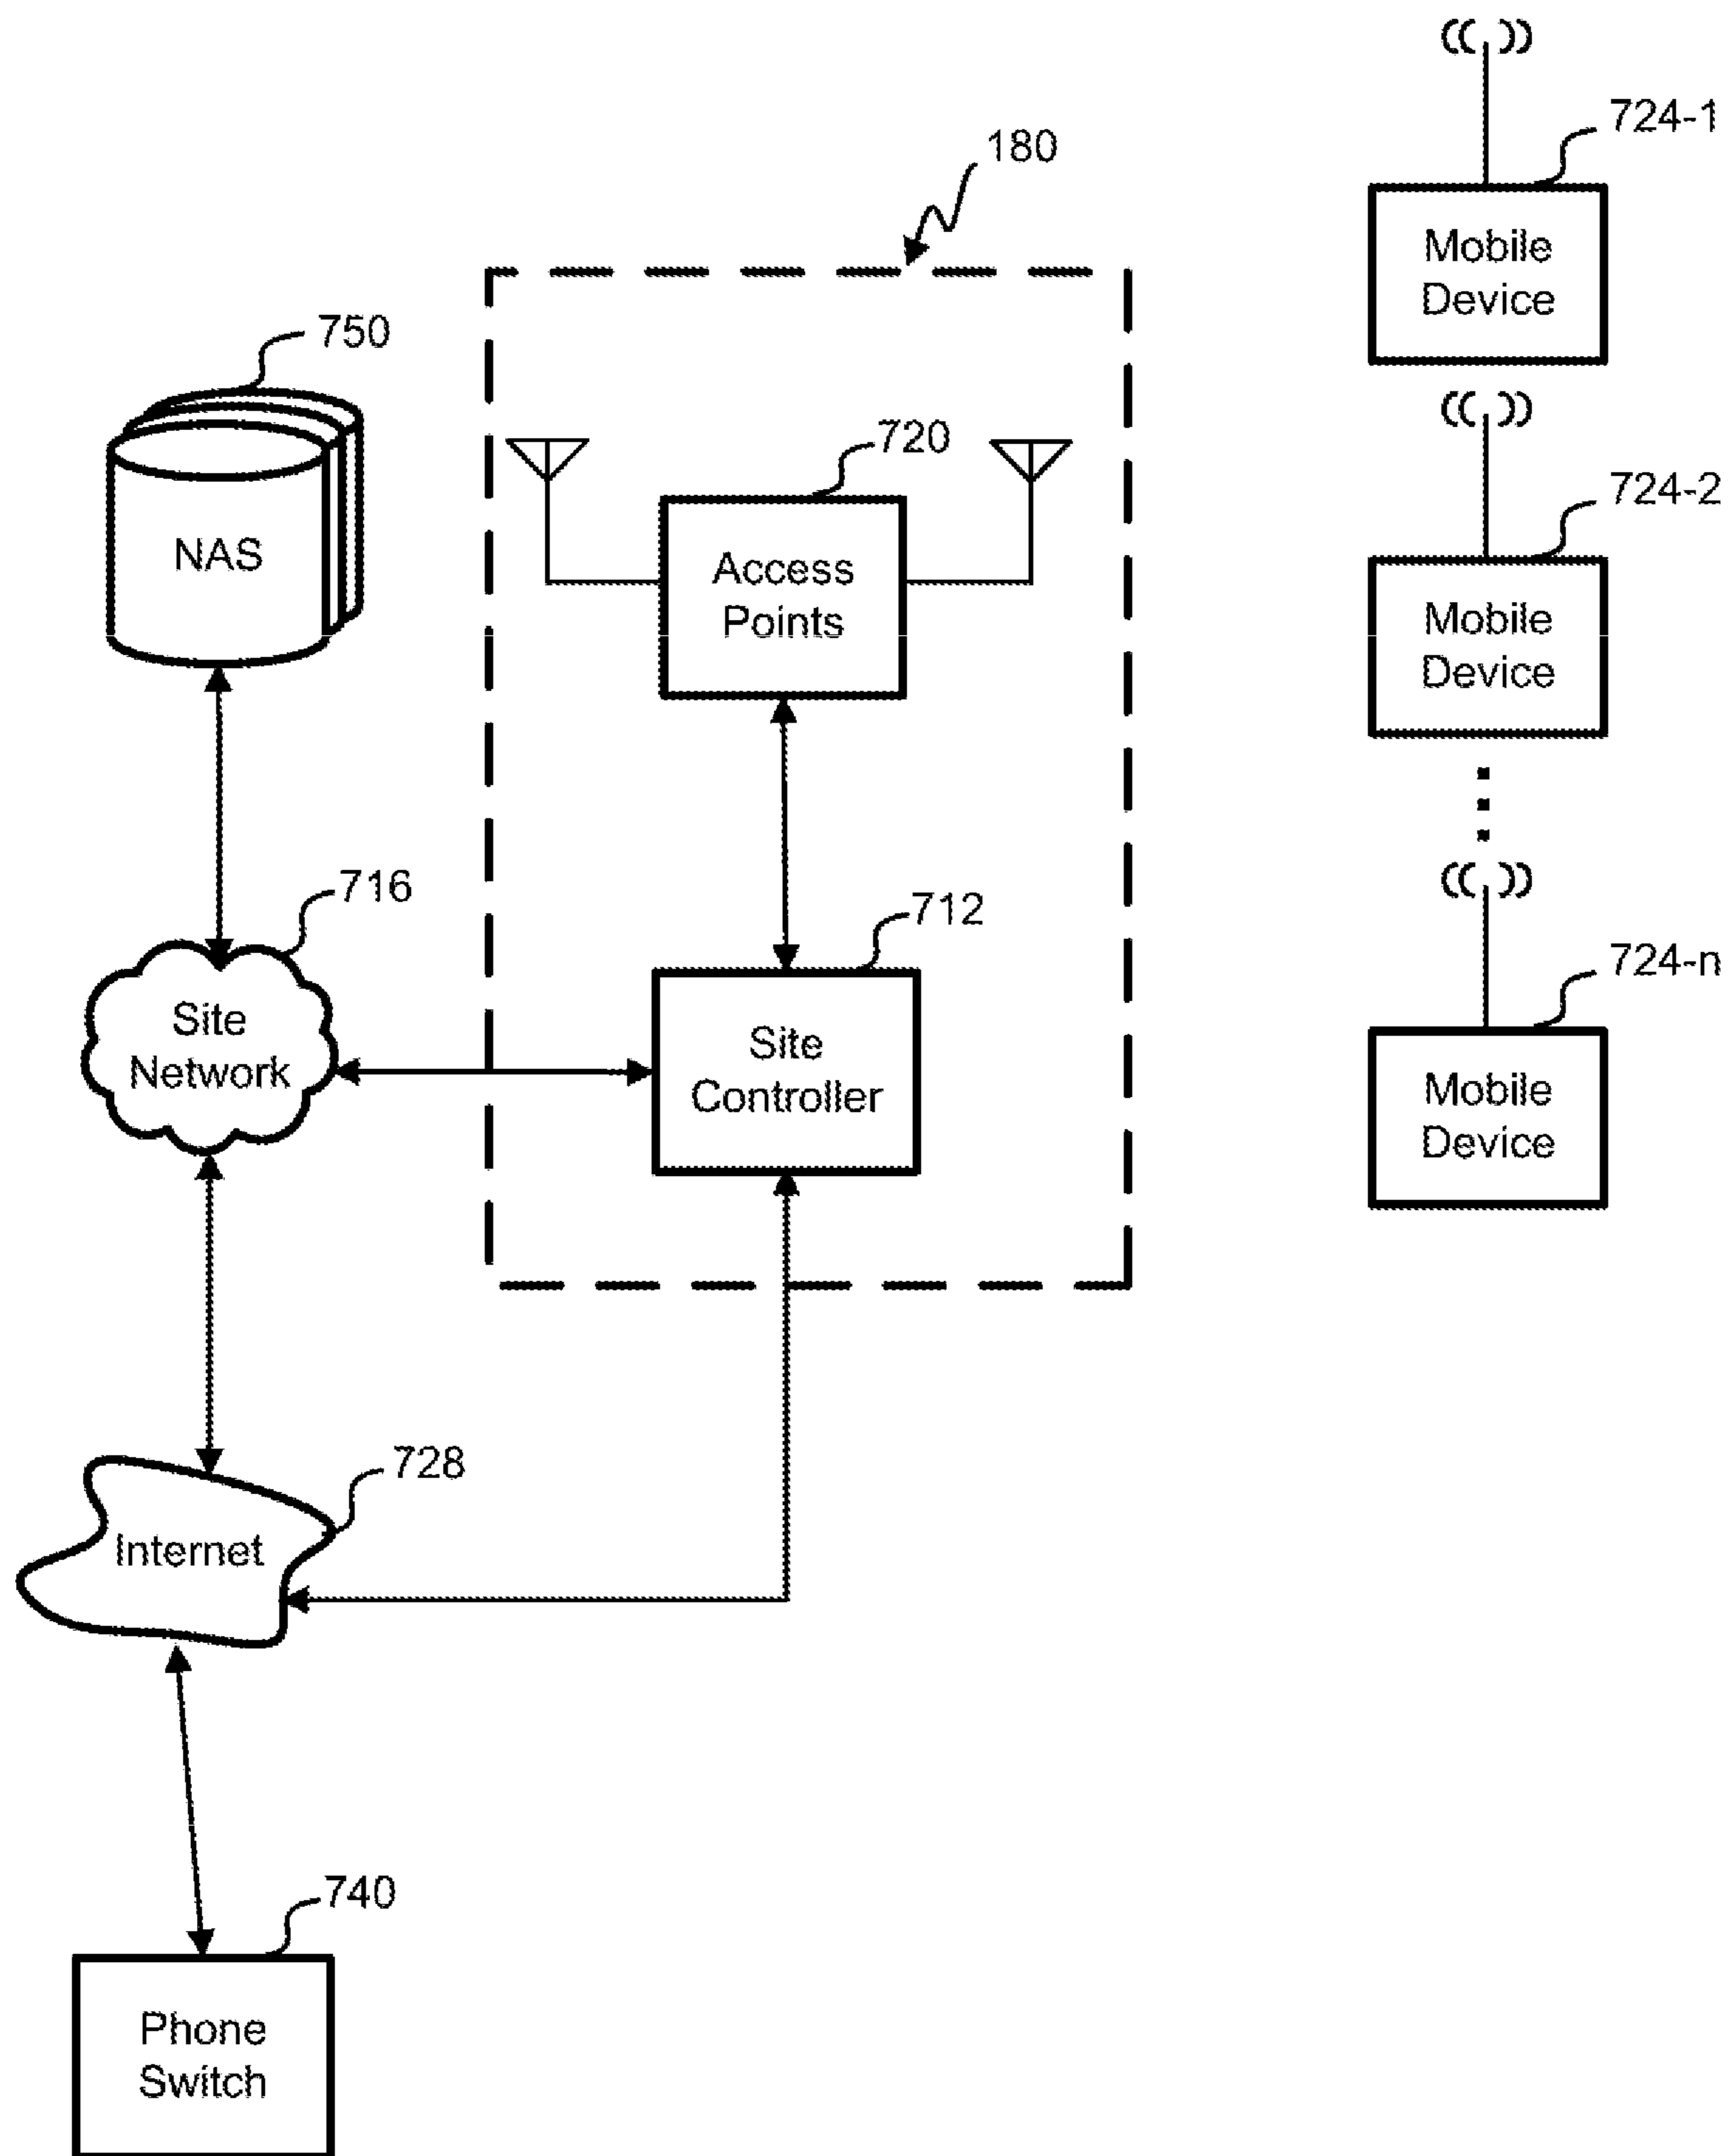 724-1
180
Mobile
Device
750
720
724-2
NAS
Access
Points
Mobile
Device
716
712
724-n
Site
Network
Site
Controller
Mobile
Device
728
Internet
740
Phone
Switch